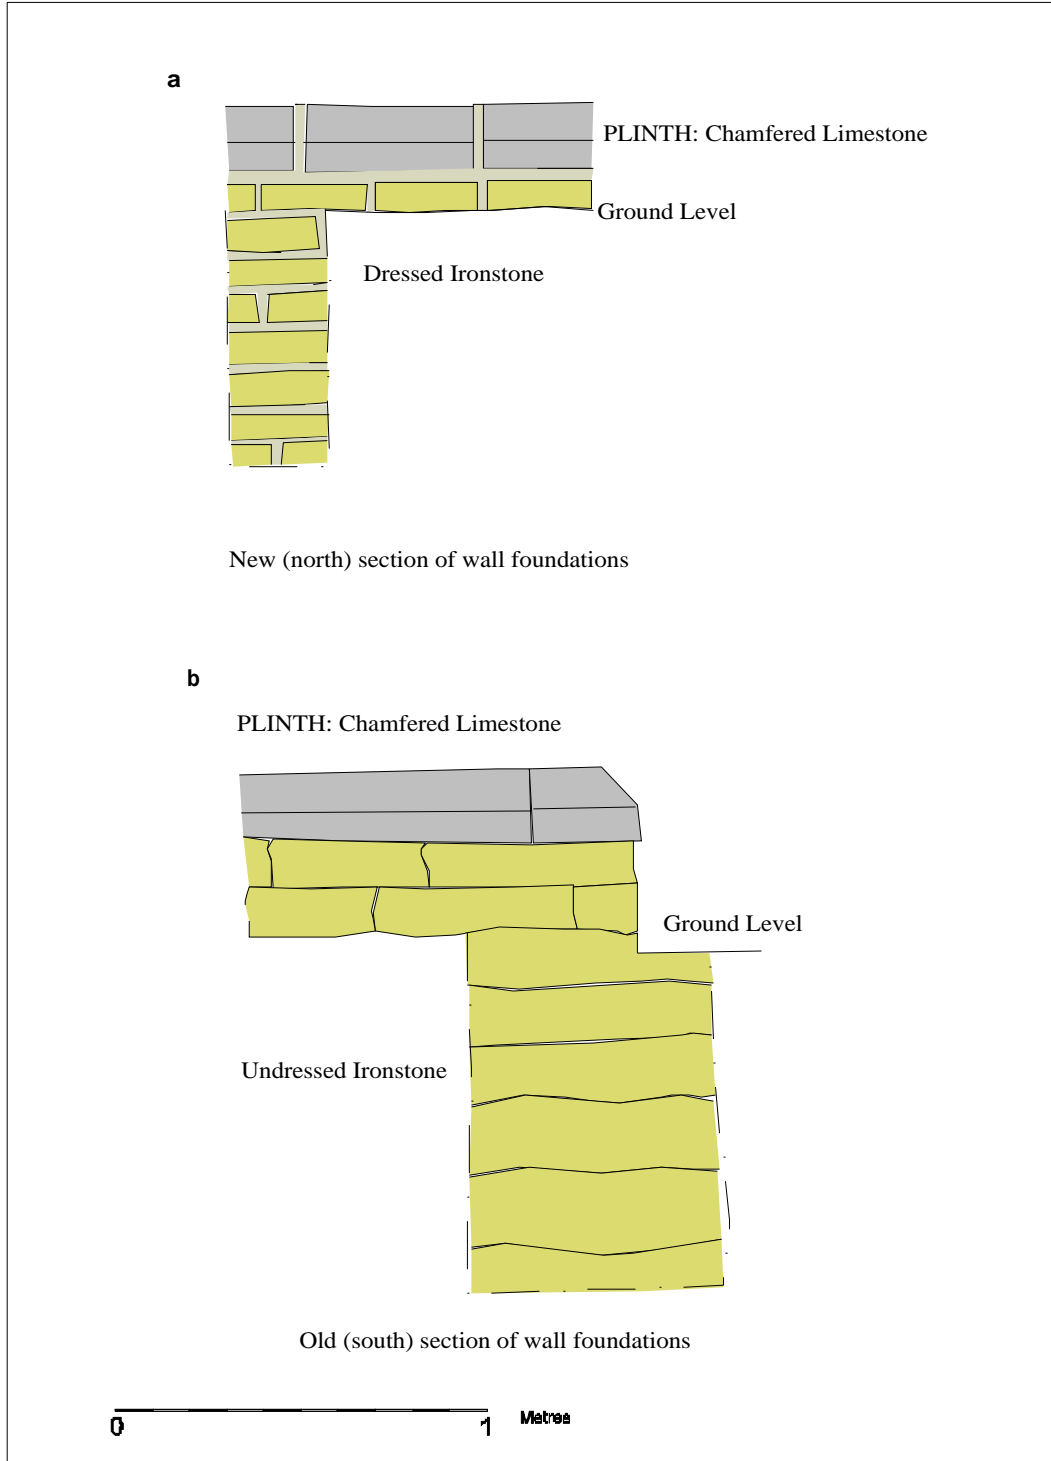 a
PLINTH: Chamfered Limestone
Ground Level
Dressed Ironstone
New (north) section of wall foundations
b
PLINTH: Chamfered Limestone
Ground Level
Undressed Ironstone
Old (south) section of wall foundations
0 1 Metres